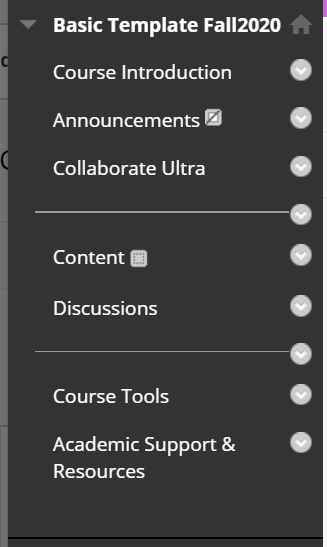 Basic Template Fall2020
Course Introduction
Announcements
Collaborate Ultra
Content
Discussions
Course Tools
Academic Support &
Resources